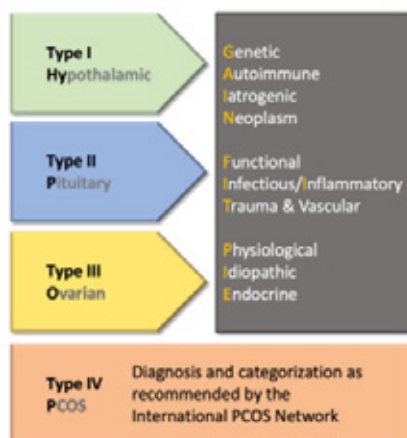 Type I
Hypothalamic
Genetic
Autoimmune
Iatrogenic
Neoplasm
Type II
Pituitary
Functional
Infectious/Inflammatory
Trauma & Vascular
Type III
Ovarian
Physiological
Idiopathic
Endocrine
Type IV
PCOS
Diagnosis and categorization as
recommended by the
International PCOS Network